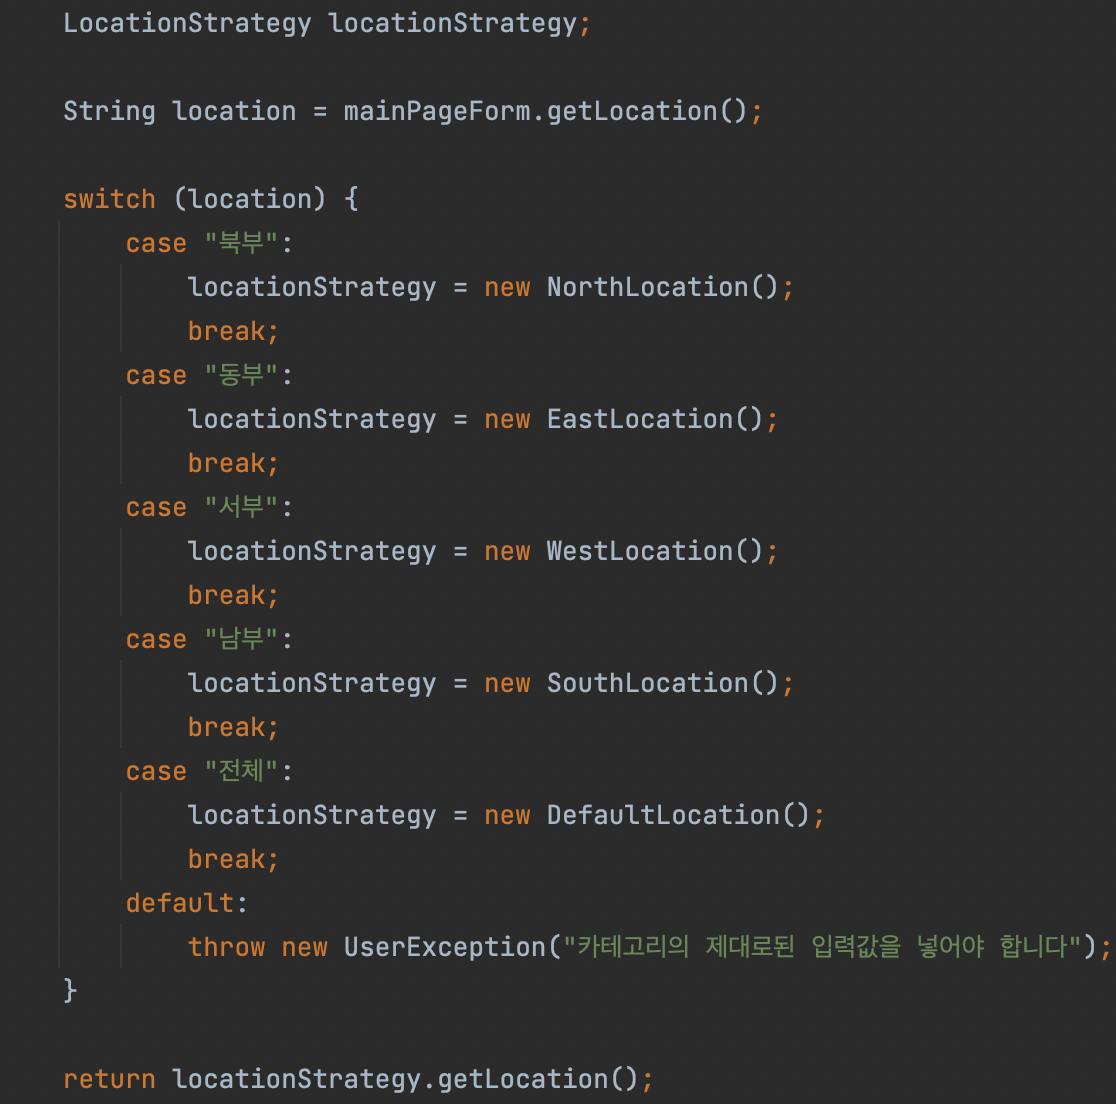 LocationStrategy locationStrategy;
String location = mainPageForm.getLocation();
switch (location) {
case "북부":
locationStrategy = new NorthLocation();
break;
case "동부":
locationStrategy = new EastLocation();
break;
case "서부":
locationStrategy = new WestLocation();
break;
case "남부":
locationStrategy = new SouthLocation();
break;
case "전체":
locationStrategy = new DefaultLocation();
break;
default:
throw new UserException("카테고리의 제대로된 입력값을 넣어야 합니다");
}
return locationStrategy.getLocation();